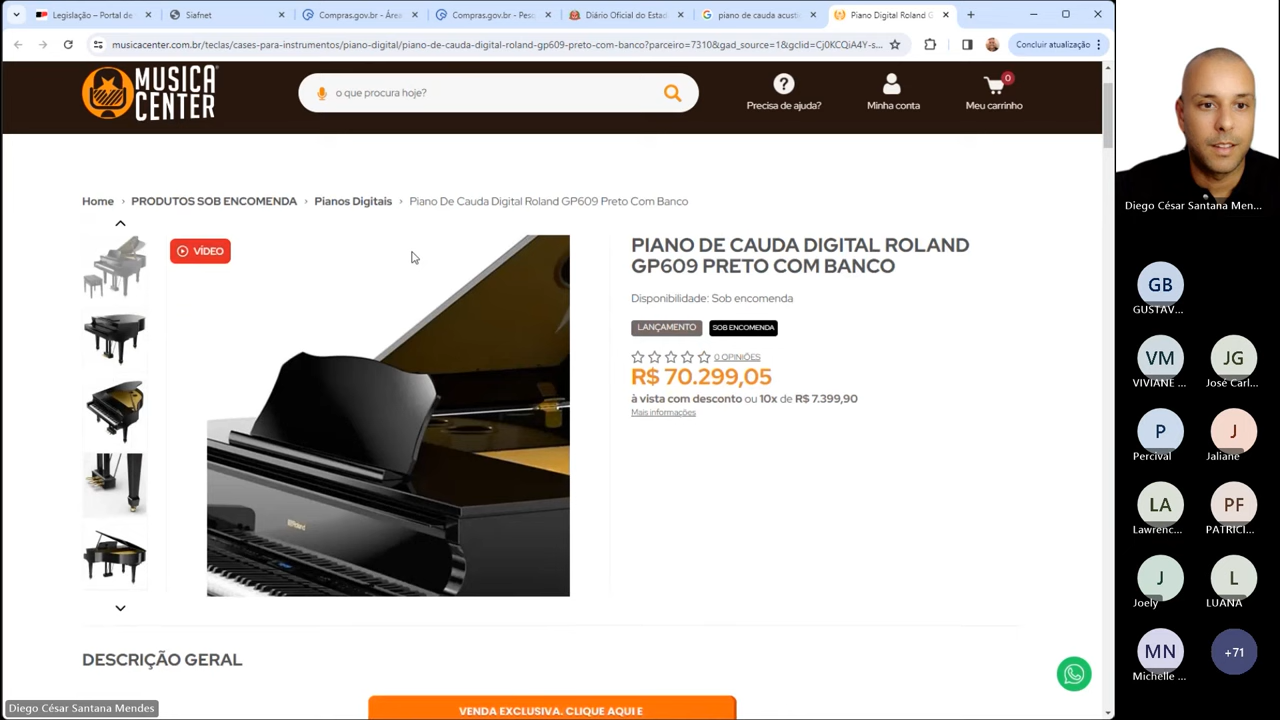 Legislação – Portal de
Siafnet
Compras.gov.br - Área
Compras.gov.br - Pes
Diário Oficial do Estad
piano de cauda acusti
Piano Digital Roland G
musicacenter.com.br/teclas/cases-para-instrumentos/piano-digital/piano-de-cauda-digital-roland-gp609-preto-com-banco?parceiro=7310&gad_source=1&gclid=Cj0KCQiA4Y-s...
Concluir atualização
MUSICA
CENTER
o que procura hoje?
Precisa de ajuda?
Minha conta
0
Meu carrinho
Home › PRODUTOS SOB ENCOMENDA › Pianos Digitais › Piano De Cauda Digital Roland GP609 Preto Com Banco
VÍDEO
Roland
PIANO DE CAUDA DIGITAL ROLAND
GP609 PRETO COM BANCO
Disponibilidade: Sob encomenda
LANÇAMENTO
SOB ENCOMENDA
0 OPINIÕES
R$ 70.299,05
à vista com desconto ou 10x de R$ 7.399,90
Mais informações
DESCRIÇÃO GERAL
VENDA EXCLUSIVA. CLIQUE AQUI E
Diego César Santana Mendes
Diego César Santana Men...
GB
GUSTAV...
VM
VIVIANE ...
JG
José Carl...
P
Percival
J
Jaliane
LA
Lawrenc...
PF
PATRICI...
J
Joely
L
LUANA
MN
Michelle ...
+71